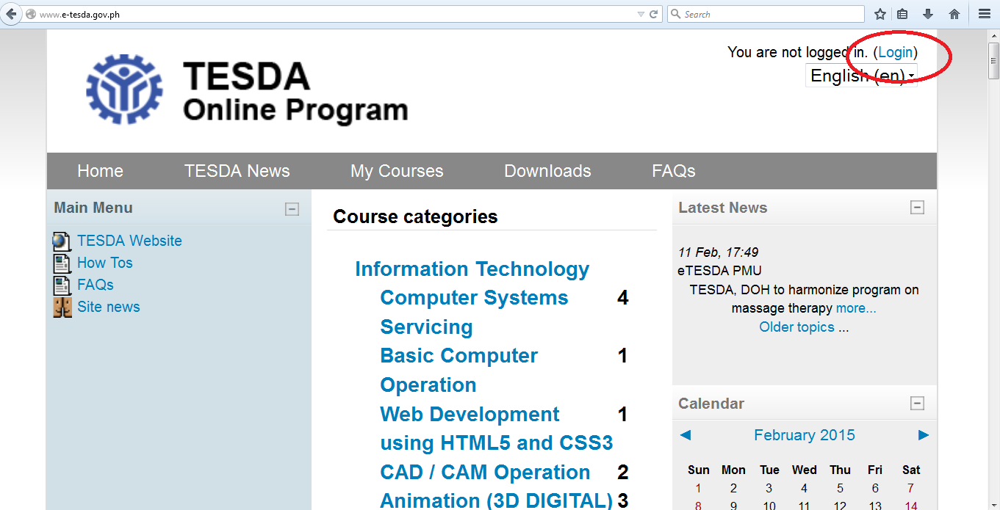 www.e-tesda.gov.ph
Search
You are not logged in. (Login)
English (en)
TESDA
Online Program
Home TESDA News My Courses Downloads FAQs
Main Menu
TESDA Website
How Tos
FAQs
Site news
Course categories
Information Technology
Computer Systems 4
Servicing
Basic Computer 1
Operation
Web Development 1
using HTML5 and CSS3
CAD / CAM Operation 2
Animation (3D DIGITAL) 3
Latest News
11 Feb, 17:49
eTESDA PMU
TESDA, DOH to harmonize program on
massage therapy more...
Older topics ...
Calendar
February 2015
Sun Mon Tue Wed Thu Fri Sat
1 2 3 4 5 6 7
8 9 10 11 12 13 14